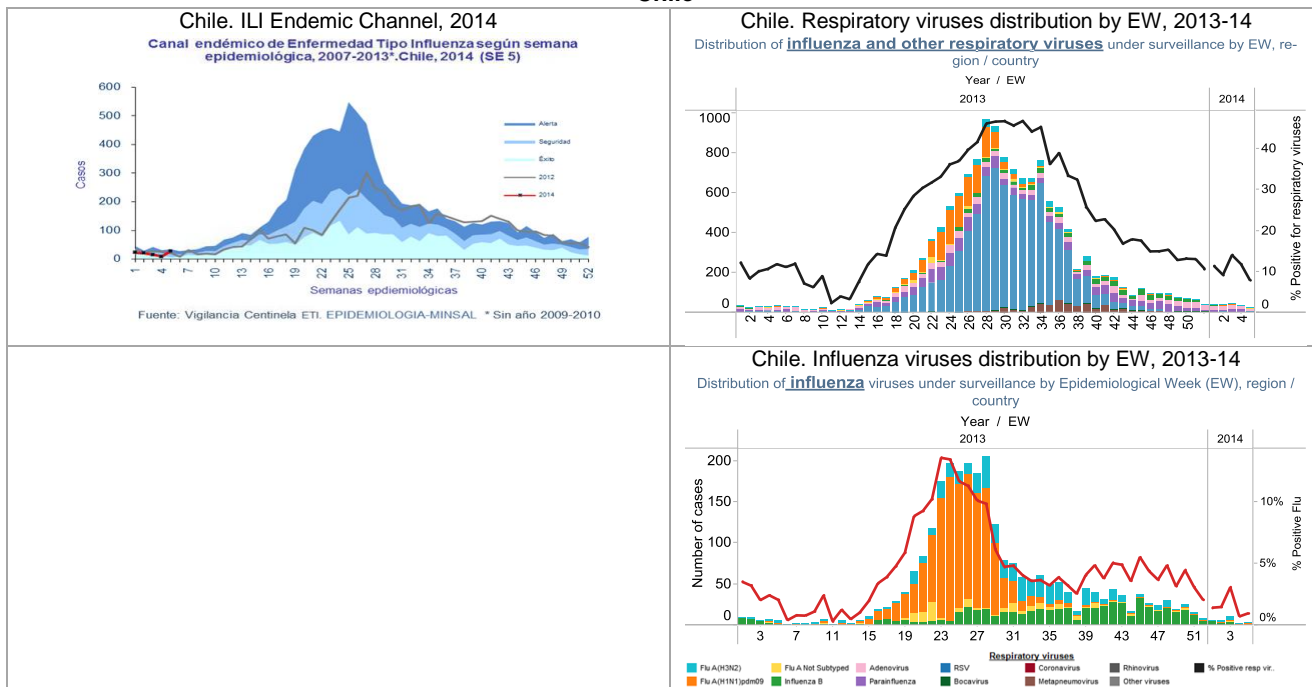 Chile
Chile. ILI Endemic Channel, 2014
Canal endémico de Enfermedad Tipo Influenza según semana
epidemiológica, 2007-2013*.Chile, 2014 (SE 5)
600
500
400
300
200
100
0
Casos
Alerta
Seguridad
Éxito
2012
2014
1 4 7 10 13 16 19 22 25 28 31 34 37 40 43 46 49 52
Semanas epidemiológicas
Fuente: Vigilancia Centinela ETI. EPIDEMIOLOGIA-MINSAL * Sin año 2009-2010
Chile. Respiratory viruses distribution by EW, 2013-14
Distribution of influenza and other respiratory viruses under surveillance by EW, re-
gion / country
Year / EW
2013 2014
1000
800
600
400
200
0
40
30
20
10
0
% Positive for respiratory viruses
2 4 6 8 10 12 14 16 18 20 22 24 26 28 30 32 34 36 38 40 42 44 46 48 50 2 4
Chile. Influenza viruses distribution by EW, 2013-14
Distribution of influenza viruses under surveillance by Epidemiological Week (EW), region /
country
Year / EW
2013 2014
Number of cases
200
150
100
50
0
10%
5%
0%
% Positive Flu
3 7 11 15 19 23 27 31 35 39 43 47 51 3
Respiratory viruses
Flu A(H3N2) Flu A Not Subtyped Adenovirus RSV Coronavirus Rhinovirus % Positive resp vir..
Flu A(H1N1)pdm09 Influenza B Parainfluenza Bocavirus Metapneumovirus Other viruses